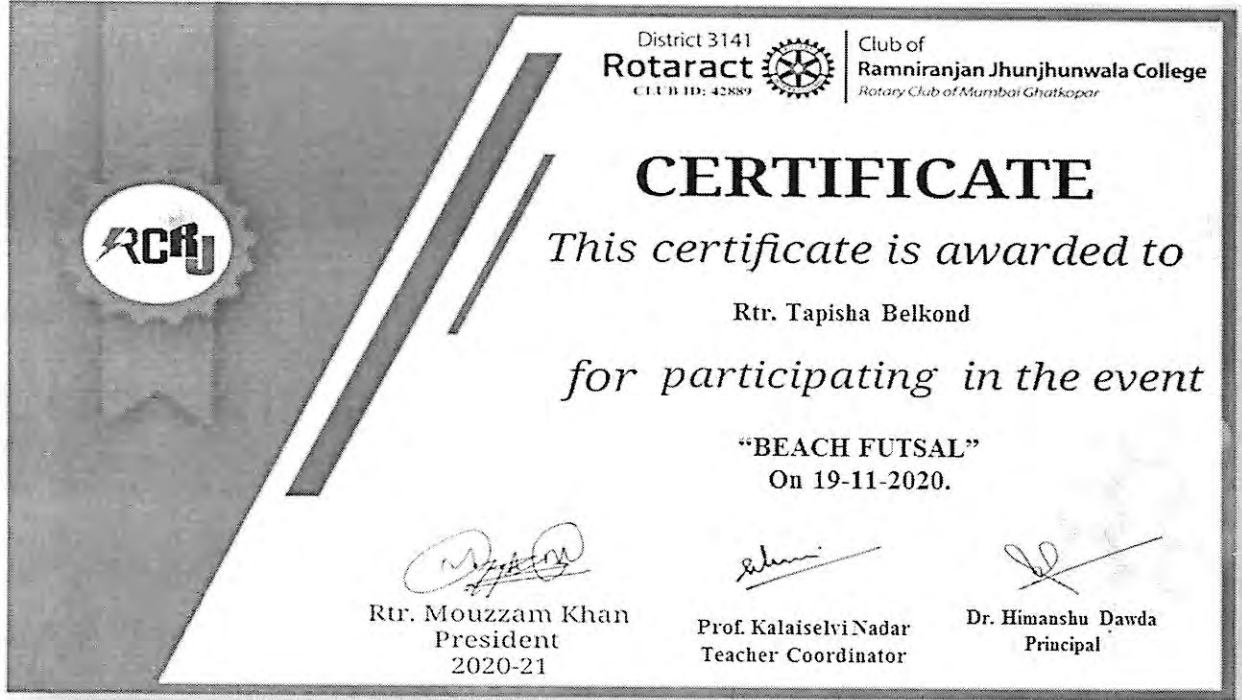 District 3141
Rotaract
CLUB ID: 42889
Club of
Ramniranjan Jhunjhunwala College
Rotary Club of Mumbai Ghatkopar
RCRJ
CERTIFICATE
This certificate is awarded to
Rtr. Tapisha Belkond
for participating in the event
“BEACH FUTSAL”
On 19-11-2020.
Rtr. Mouzzam Khan
President
2020-21
Prof. Kalaiselvi Nadar
Teacher Coordinator
Dr. Himanshu Dawda
Principal